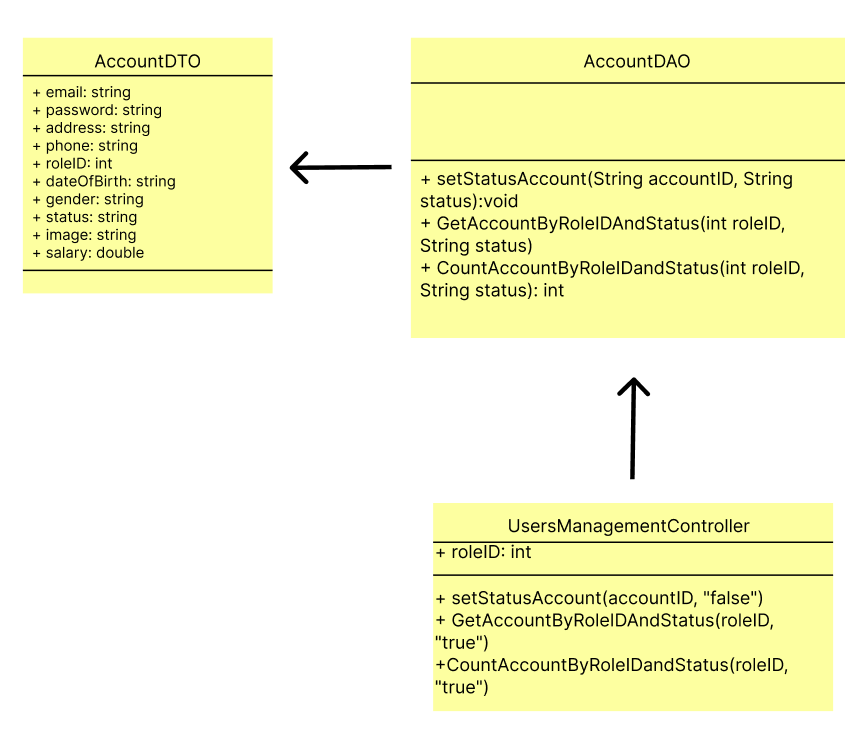 AccountDTO
+ email: string
+ password: string
+ address: string
+ phone: string
+ roleID: int
+ dateOfBirth: string
+ gender: string
+ status: string
+ image: string
+ salary: double
AccountDAO
+ setStatusAccount(String accountID, String
status):void
+ GetAccountByRoleIDAndStatus(int roleID,
String status)
+ CountAccountByRoleIDandStatus(int roleID,
String status): int
UsersManagementController
+ roleID: int
+ setStatusAccount(accountID, "false")
+ GetAccountByRoleIDAndStatus(roleID,
"true")
+CountAccountByRoleIDandStatus(roleID,
"true")